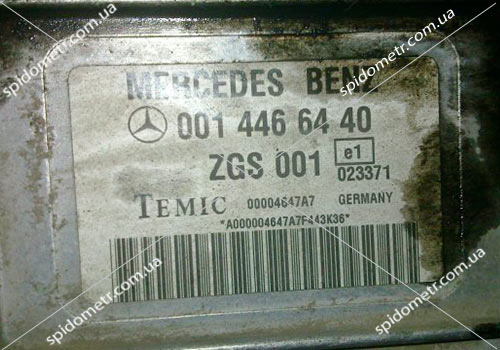 MERCEDES BENZ
001 446 64 40
ZGS 001 e1
023371
TEMIC 00004647A7 GERMANY
*A000004647A7F443K36*
spidometr.com.ua
spidometr.com.ua
spidometr.com.ua
spidometr.com.ua
spidometr.com.ua